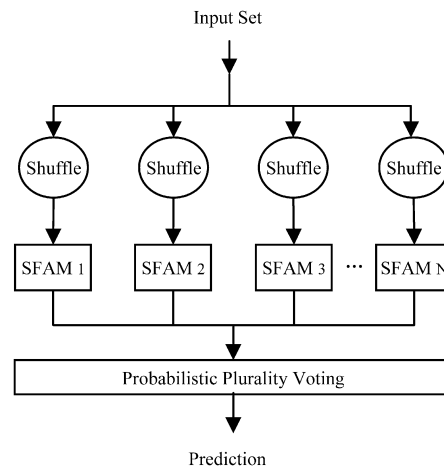 Input Set
Shuffle Shuffle Shuffle Shuffle
SFAM 1 SFAM 2 SFAM 3 ... SFAM N
Probabilistic Plurality Voting
Prediction